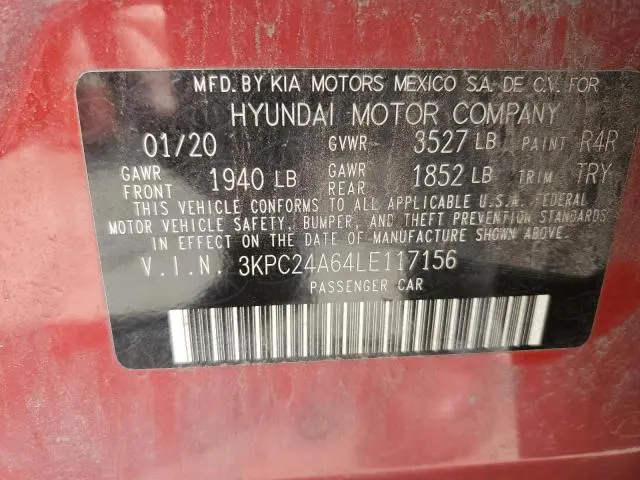 MFD. BY KIA MOTORS MEXICO S.A. DE C.V. FOR
HYUNDAI MOTOR COMPANY
01/20 GVWR 3527 LB PAINT R4R
GAWR FRONT 1940 LB GAWR REAR 1852 LB TRIM TRY
THIS VEHICLE CONFORMS TO ALL APPLICABLE U.S.A. FEDERAL
MOTOR VEHICLE SAFETY, BUMPER, AND THEFT PREVENTION STANDARDS
IN EFFECT ON THE DATE OF MANUFACTURE SHOWN ABOVE.
V.I.N. 3KPC24A64LE117156
PASSENGER CAR